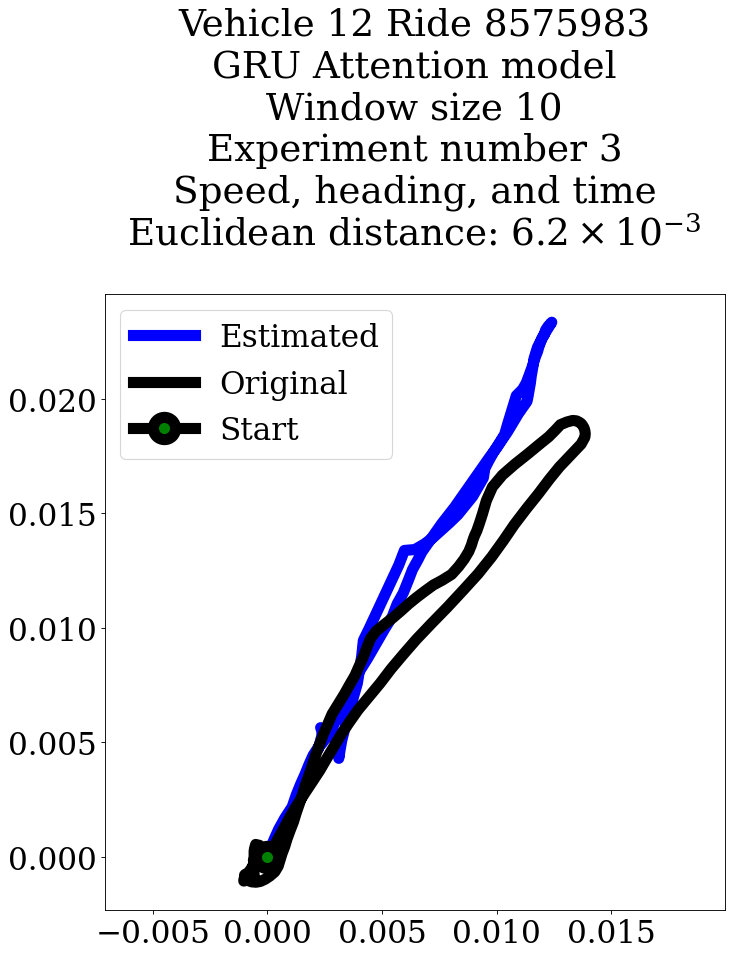 Vehicle 12 Ride 8575983
GRU Attention model
Window size 10
Experiment number 3
Speed, heading, and time
Euclidean distance: 6.2 × 10⁻³
Estimated
Original
Start
0.020
0.015
0.010
0.005
0.000
−0.005 0.000 0.005 0.010 0.015